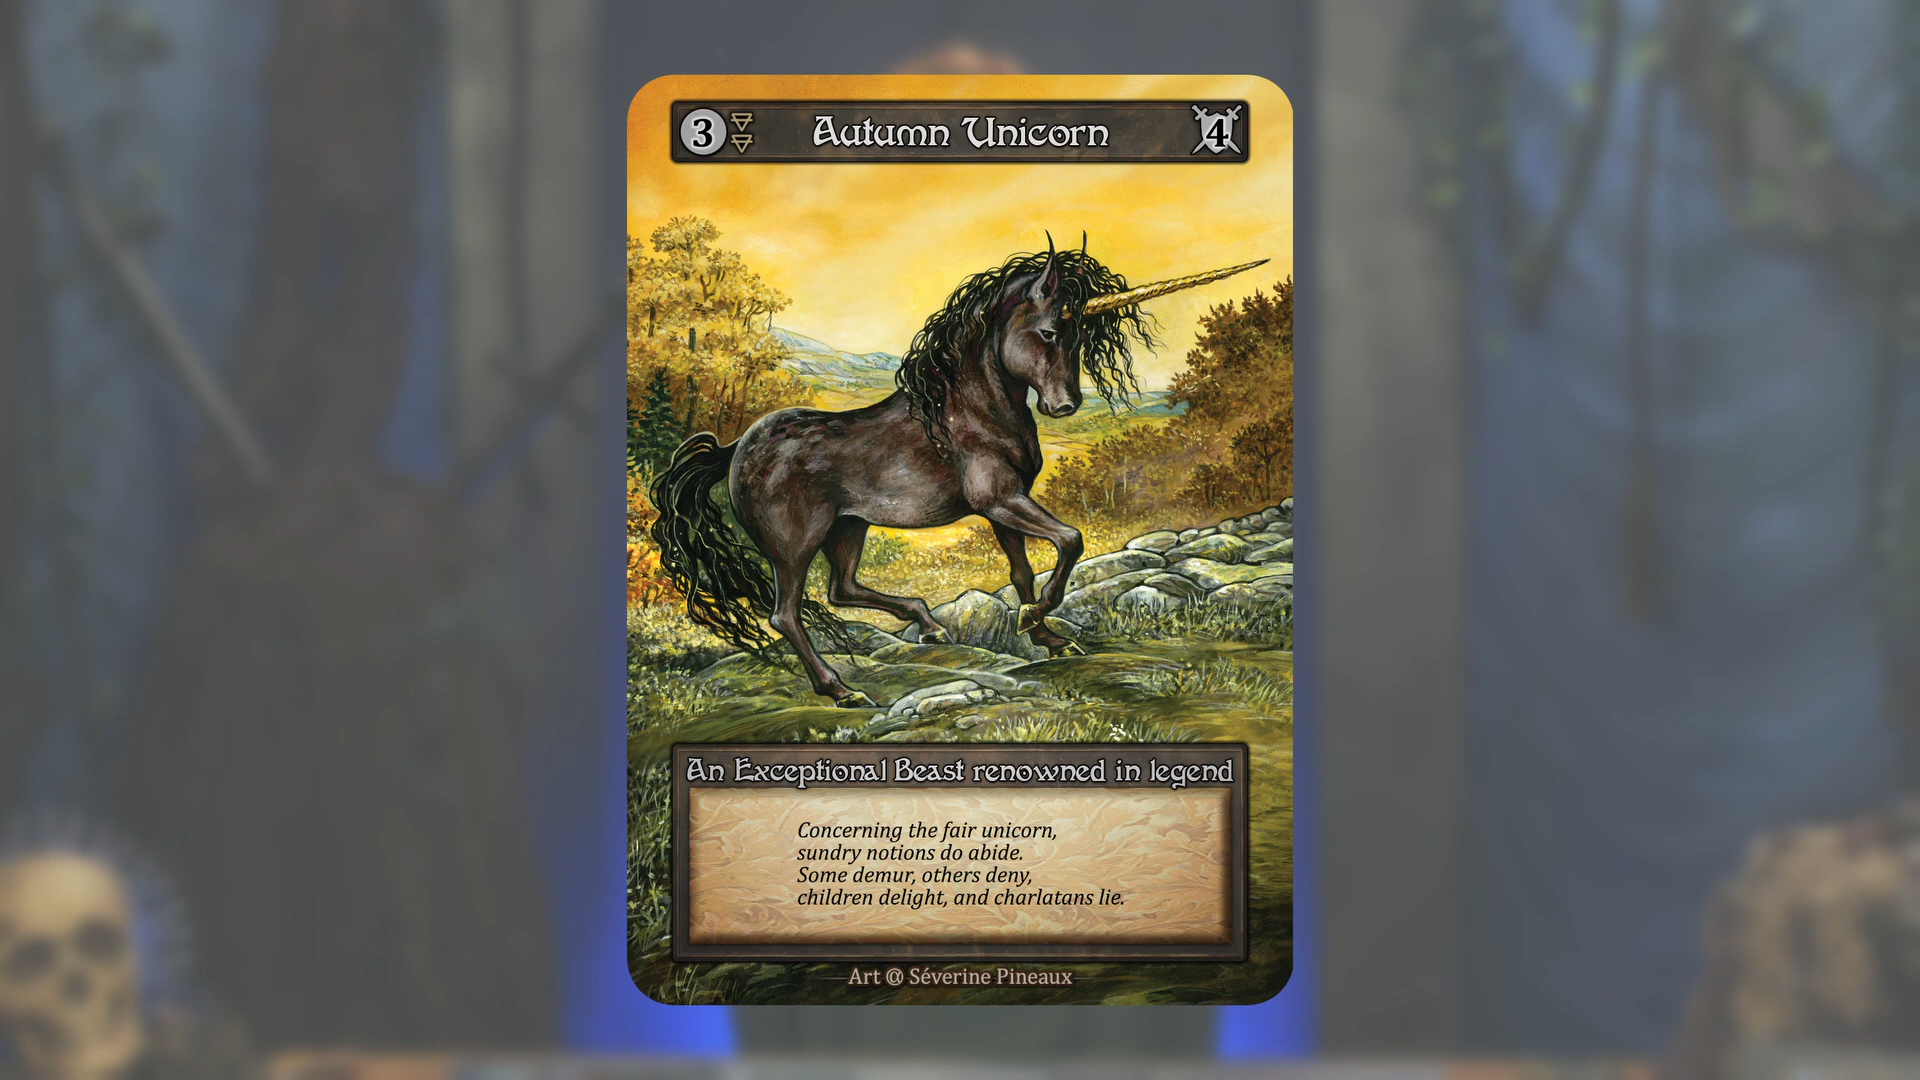 3 Autumn Unicorn 4
An Exceptional Beast renowned in legend
Concerning the fair unicorn,
sundry notions do abide.
Some demur, others deny,
children delight, and charlatans lie.
Art @ Séverine Pineaux